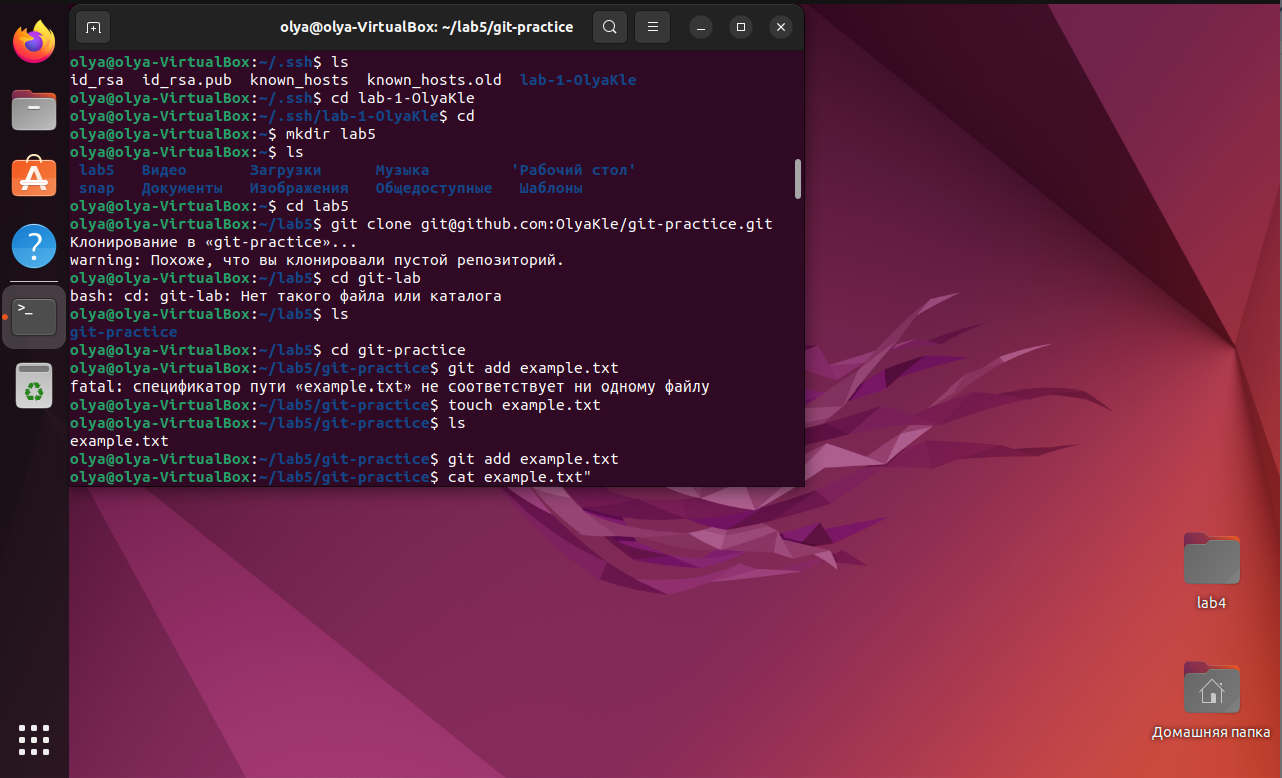 olya@olya-VirtualBox: ~/lab5/git-practice
olya@olya-VirtualBox:~/.ssh$ ls
id_rsa  id_rsa.pub  known_hosts  known_hosts.old  lab-1-OlyaKle
olya@olya-VirtualBox:~/.ssh$ cd lab-1-OlyaKle
olya@olya-VirtualBox:~/.ssh/lab-1-OlyaKle$ cd
olya@olya-VirtualBox:~$ mkdir lab5
olya@olya-VirtualBox:~$ ls
lab5   Видео       Загрузки      Музыка         'Рабочий стол'
snap   Документы   Изображения   Общедоступные   Шаблоны
olya@olya-VirtualBox:~$ cd lab5
olya@olya-VirtualBox:~/lab5$ git clone git@github.com:OlyaKle/git-practice.git
Клонирование в «git-practice»...
warning: Похоже, что вы клонировали пустой репозиторий.
olya@olya-VirtualBox:~/lab5$ cd git-lab
bash: cd: git-lab: Нет такого файла или каталога
olya@olya-VirtualBox:~/lab5$ ls
git-practice
olya@olya-VirtualBox:~/lab5$ cd git-practice
olya@olya-VirtualBox:~/lab5/git-practice$ git add example.txt
fatal: спецификатор пути «example.txt» не соответствует ни одному файлу
olya@olya-VirtualBox:~/lab5/git-practice$ touch example.txt
olya@olya-VirtualBox:~/lab5/git-practice$ ls
example.txt
olya@olya-VirtualBox:~/lab5/git-practice$ git add example.txt
olya@olya-VirtualBox:~/lab5/git-practice$ cat example.txt"
lab4
Домашняя папка